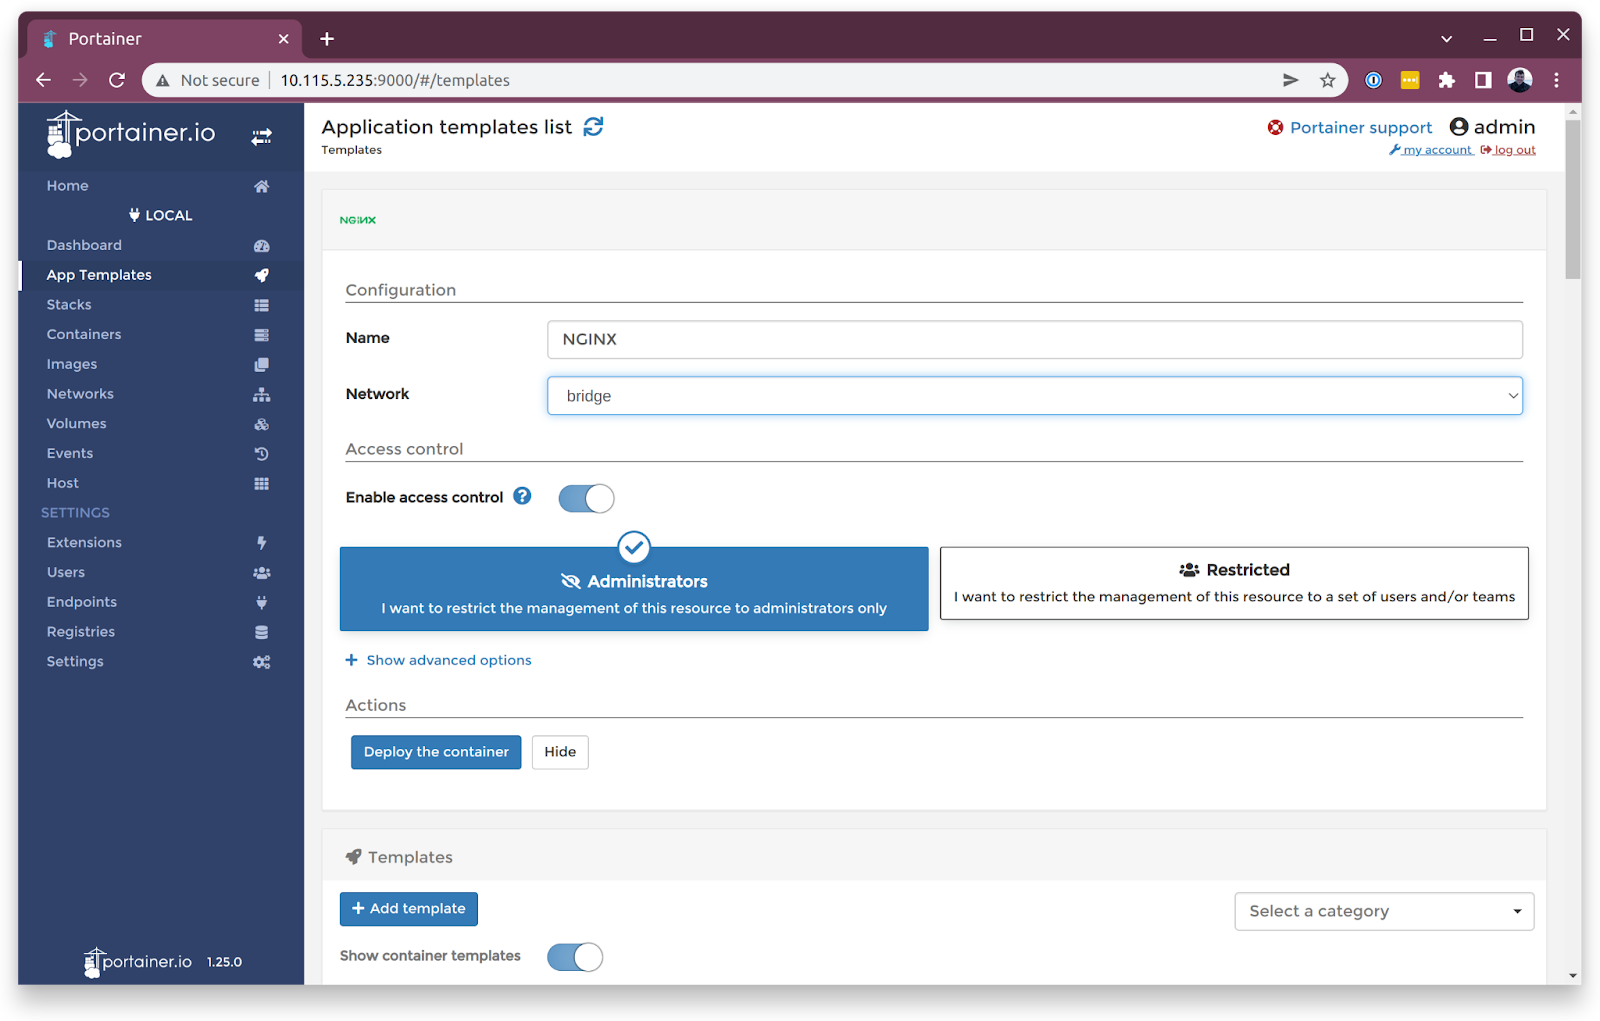 Portainer
Not secure
10.115.5.235:9000/#/templates
portainer.io
Home
LOCAL
Dashboard
App Templates
Stacks
Containers
Images
Networks
Volumes
Events
Host
SETTINGS
Extensions
Users
Endpoints
Registries
Settings
portainer.io 1.25.0
Application templates list
Templates
Portainer support admin
my account log out
NGINX
Configuration
Name NGINX
Network bridge
Access control
Enable access control
Administrators
I want to restrict the management of this resource to administrators only
Restricted
I want to restrict the management of this resource to a set of users and/or teams
Show advanced options
Actions
Deploy the container Hide
Templates
Add template Select a category
Show container templates